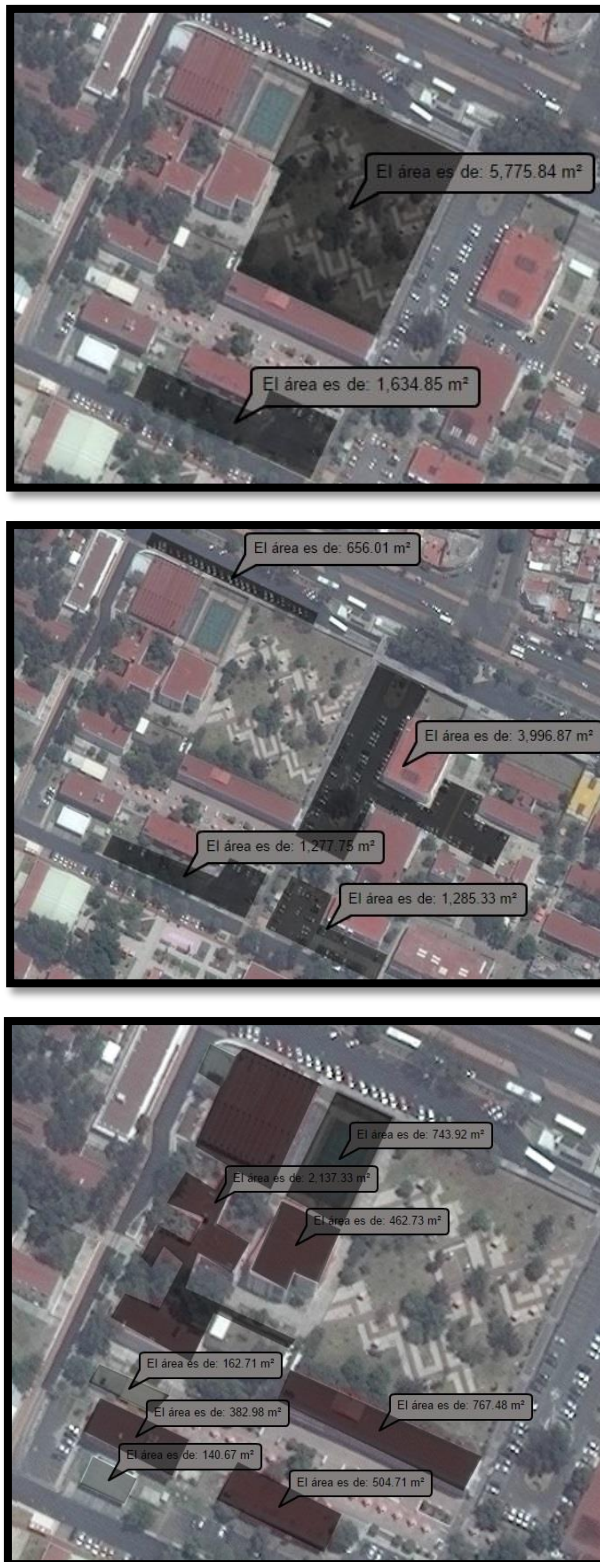 El área es de: 5,775.84 m²
El área es de: 1,634.85 m²
El área es de: 656.01 m²
El área es de: 3,996.87 m²
El área es de: 1,277.75 m²
El área es de: 1,285.33 m²
El área es de: 743.92 m²
El área es de: 2,137.33 m²
El área es de: 462.73 m²
El área es de: 162.71 m²
El área es de: 767.48 m²
El área es de: 382.98 m²
El área es de: 140.67 m²
El área es de: 504.71 m²